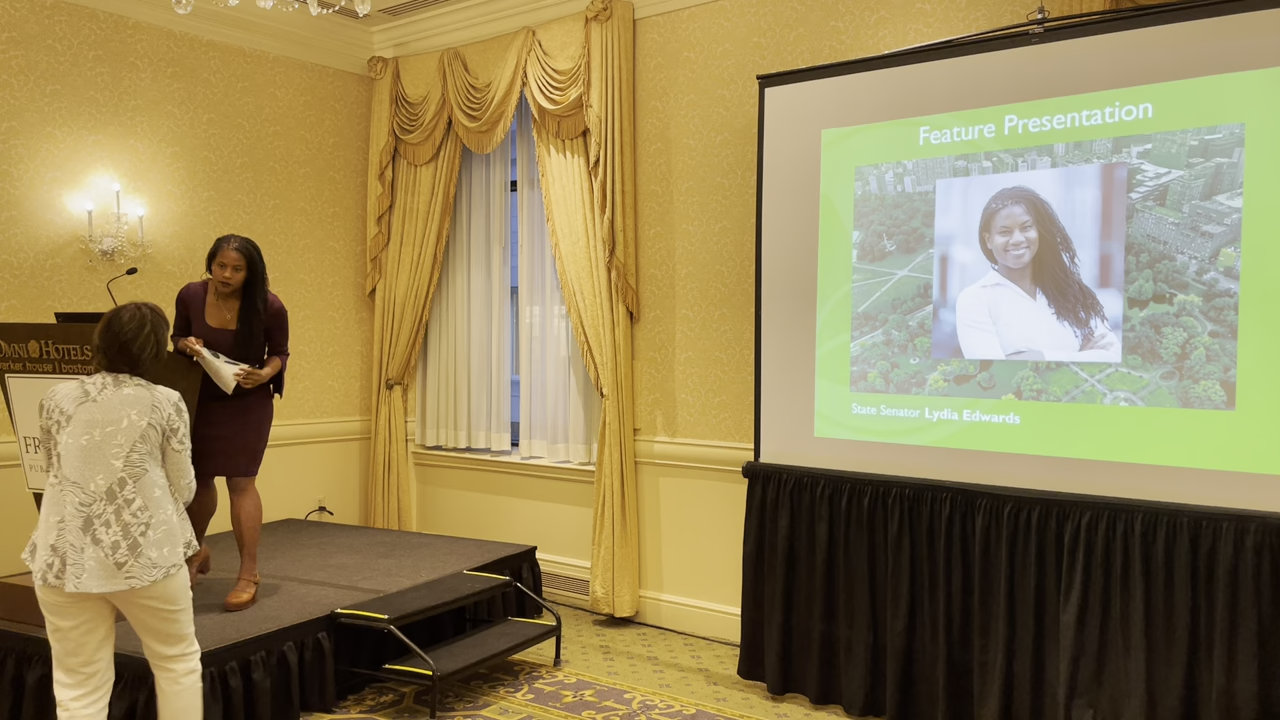 OMNI HOTELS
parker house | boston
FR
PUB
Feature Presentation
State Senator Lydia Edwards